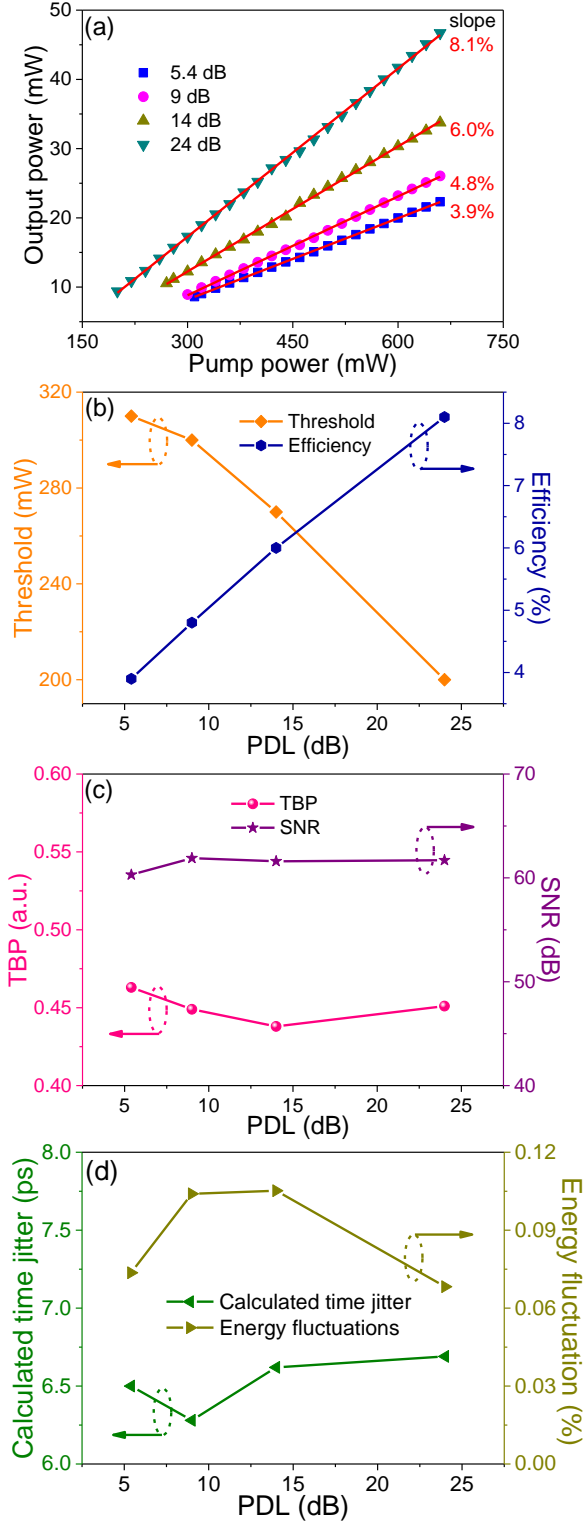 (a)
slope
8.1%
6.0%
4.8%
3.9%
5.4 dB
9 dB
14 dB
24 dB
Output power (mW)
50
40
30
20
10
150
300
450
600
750
Pump power (mW)
(b)
Threshold
Efficiency
Threshold (mW)
320
280
240
200
Efficiency (%)
8
7
6
5
4
5
10
15
20
25
PDL (dB)
(c)
TBP
SNR
TBP (a.u.)
0.60
0.55
0.50
0.45
0.40
SNR (dB)
70
60
50
40
5
10
15
20
25
PDL (dB)
(d)
Calculated time jitter
Energy fluctuations
Calculated time jitter (ps)
8.0
7.5
7.0
6.5
6.0
Energy fluctuation (%)
0.12
0.09
0.06
0.03
0.00
5
10
15
20
25
PDL (dB)